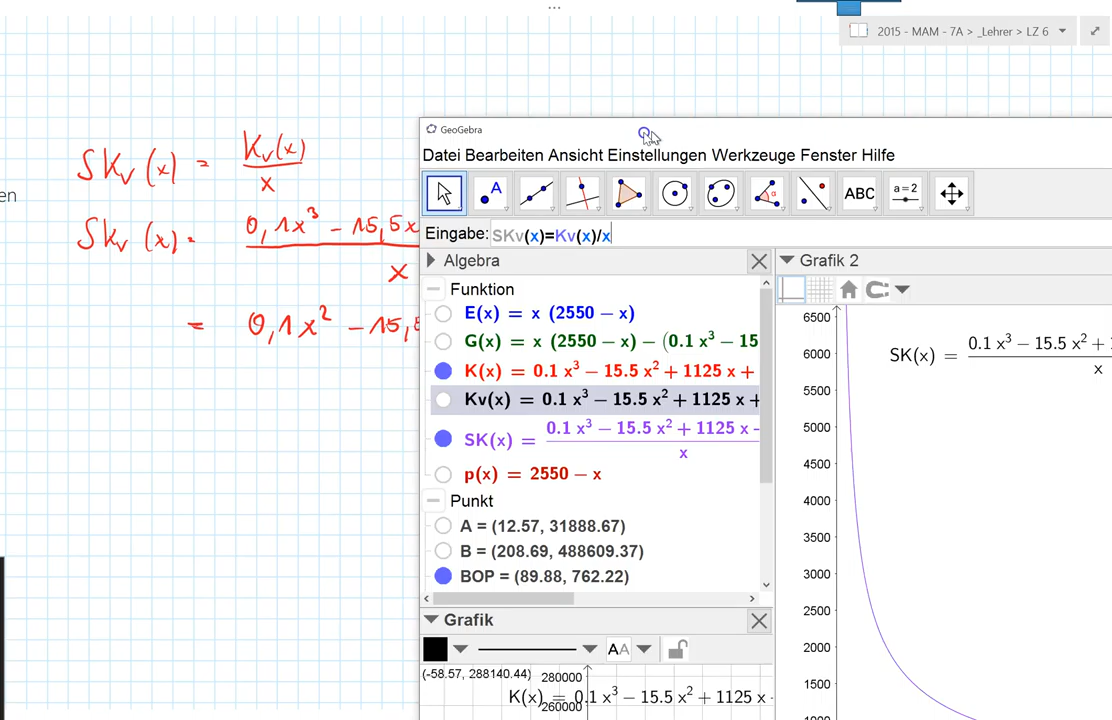 2015 - MAM - 7A > _Lehrer > LZ 6
en
SKv (x) = Kv(x) / x
SKv (x) = 0,1x³ - 15,5x / x
= 0,1x² - 15,5
GeoGebra
Datei Bearbeiten Ansicht Einstellungen Werkzeuge Fenster Hilfe
A
ABC
a=2
Eingabe: SKv(x)=Kv(x)/x
Algebra
Funktion
E(x) = x (2550 − x)
G(x) = x (2550 − x) − (0.1 x³ − 15
K(x) = 0.1 x³ − 15.5 x² + 1125 x +
Kv(x) = 0.1 x³ − 15.5 x² + 1125 x +
SK(x) = 0.1 x³ − 15.5 x² + 1125 x - / x
p(x) = 2550 − x
Punkt
A = (12.57, 31888.67)
B = (208.69, 488609.37)
BOP = (89.88, 762.22)
Grafik
AA
(-58.57, 288140.44)
280000
260000
K(x) = 0.1 x³ − 15.5 x² + 1125 x
Grafik 2
SK(x) = 0.1 x³ − 15.5 x² + 1 / x
6500
6000
5500
5000
4500
4000
3500
3000
2500
2000
1500
1000